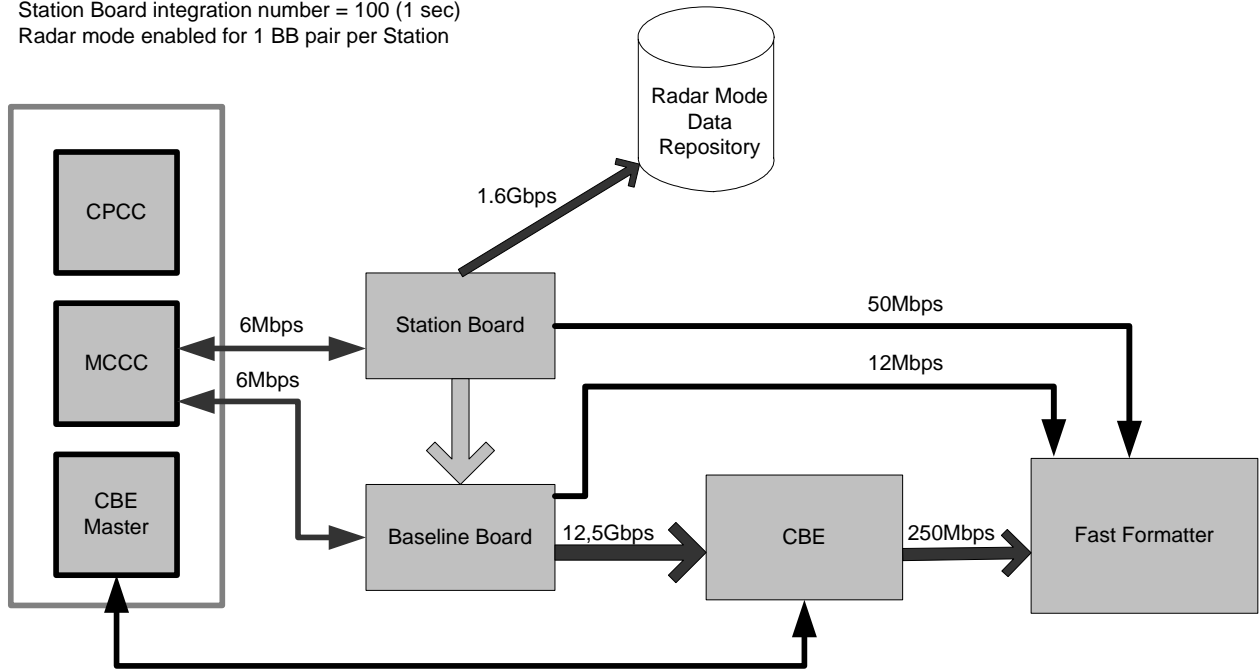 Station Board integration number = 100 (1 sec)
Radar mode enabled for 1 BB pair per Station
Radar Mode
Data
Repository
1.6Gbps
CPCC
MCCC
CBE
Master
6Mbps
6Mbps
Station Board
50Mbps
12Mbps
Baseline Board
12,5Gbps
CBE
250Mbps
Fast Formatter